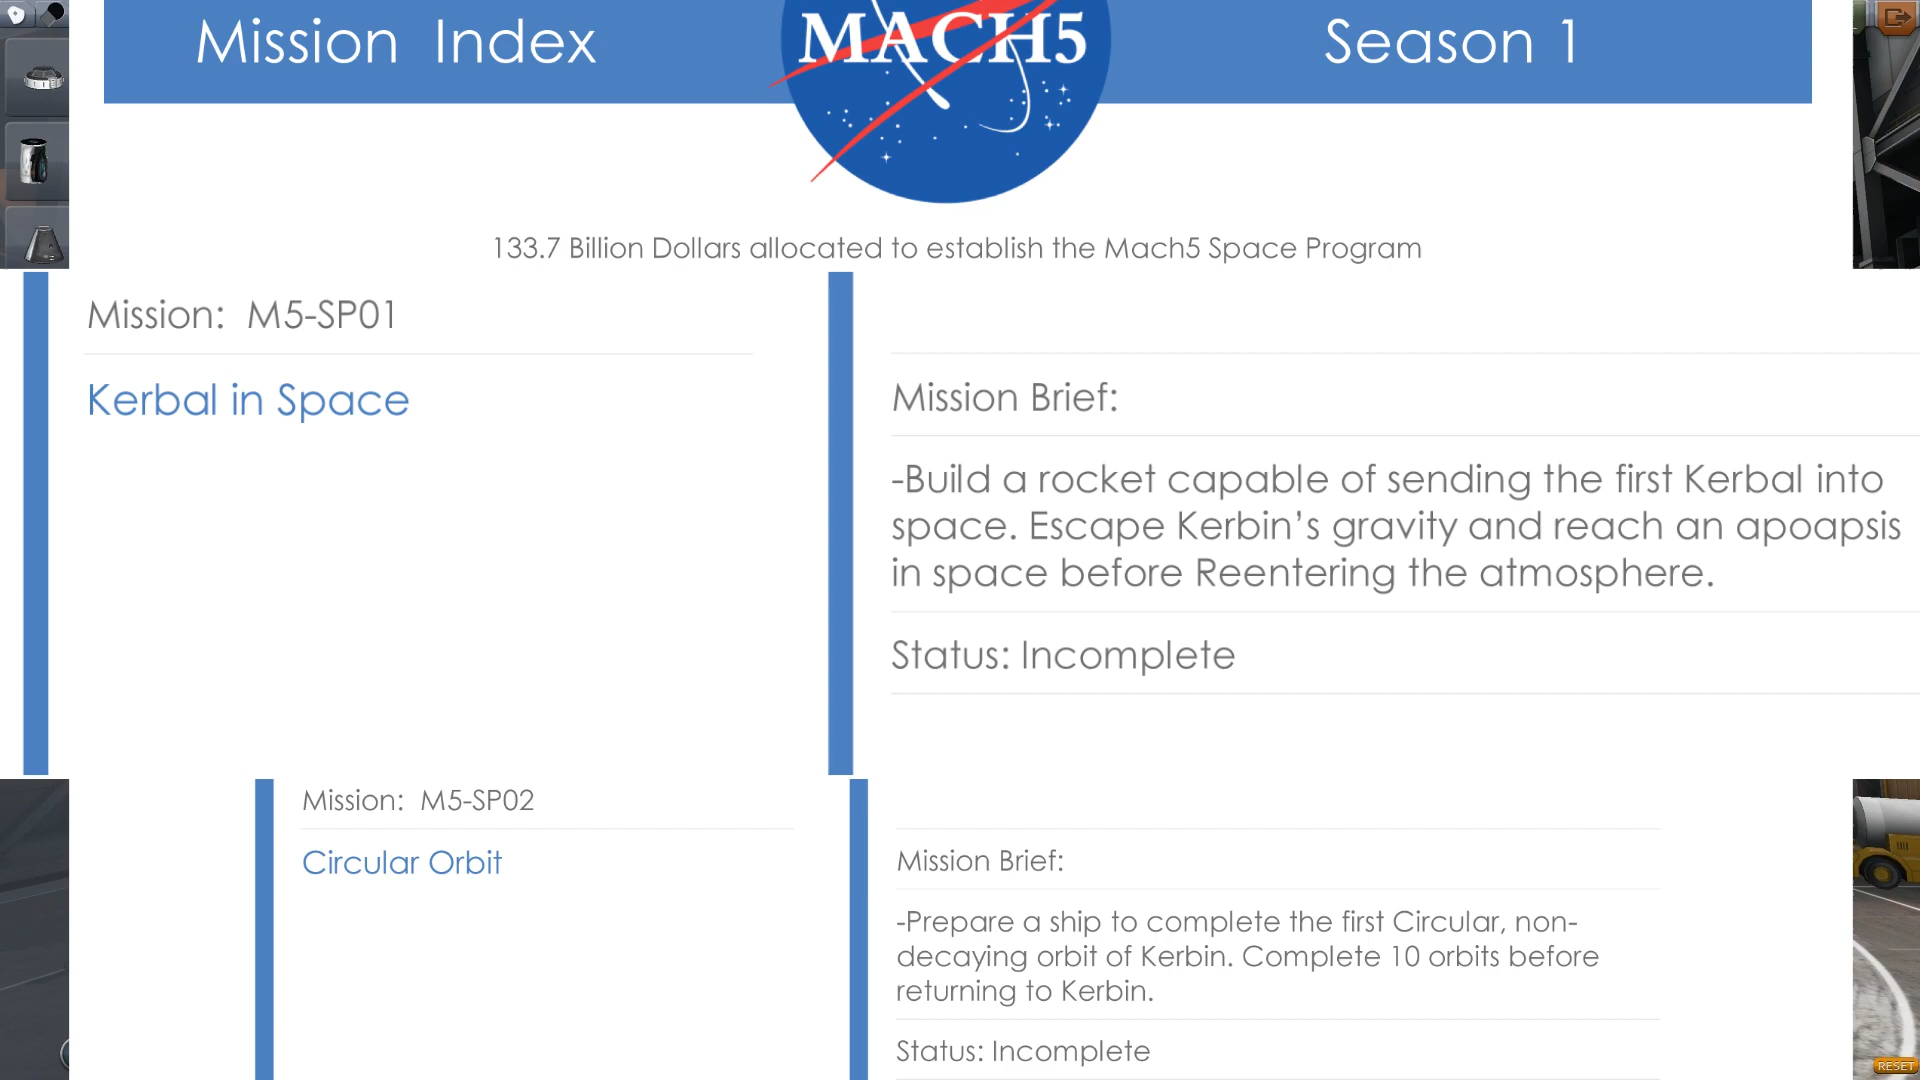 Mission Index
MACH5
Season 1
133.7 Billion Dollars allocated to establish the Mach5 Space Program
Mission: M5-SP01
Kerbal in Space
Mission Brief:
-Build a rocket capable of sending the first Kerbal into
space. Escape Kerbin’s gravity and reach an apoapsis
in space before Reentering the atmosphere.
Status: Incomplete
Mission: M5-SP02
Circular Orbit
Mission Brief:
-Prepare a ship to complete the first Circular, non-
decaying orbit of Kerbin. Complete 10 orbits before
returning to Kerbin.
Status: Incomplete
RESET